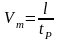 V_m = l / t_P